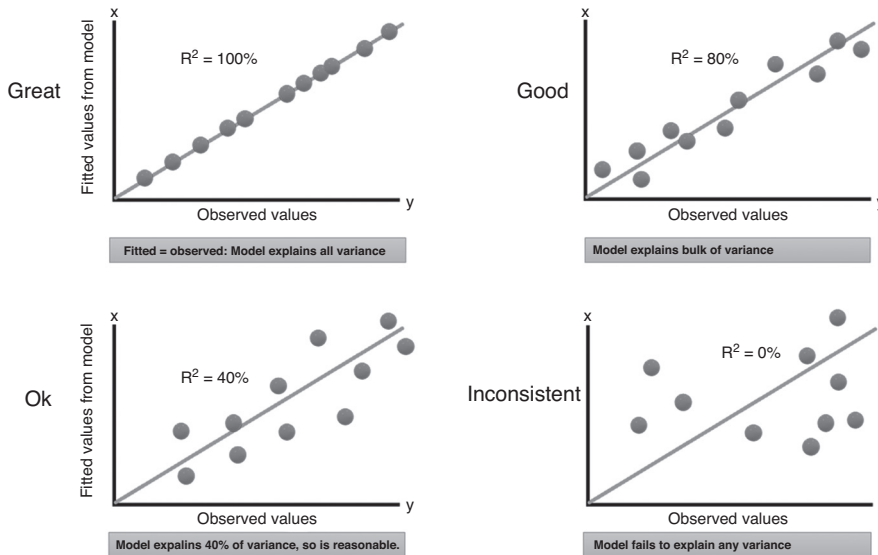 x
Great
Fitted values from model
R² = 100%
Observed values
y
Fitted = observed: Model explains all variance
x
Good
R² = 80%
Observed values
y
Model explains bulk of variance
x
Ok
Fitted values from model
R² = 40%
Observed values
y
Model expalins 40% of variance, so is reasonable.
x
Inconsistent
R² = 0%
Observed values
Model fails to explain any variance